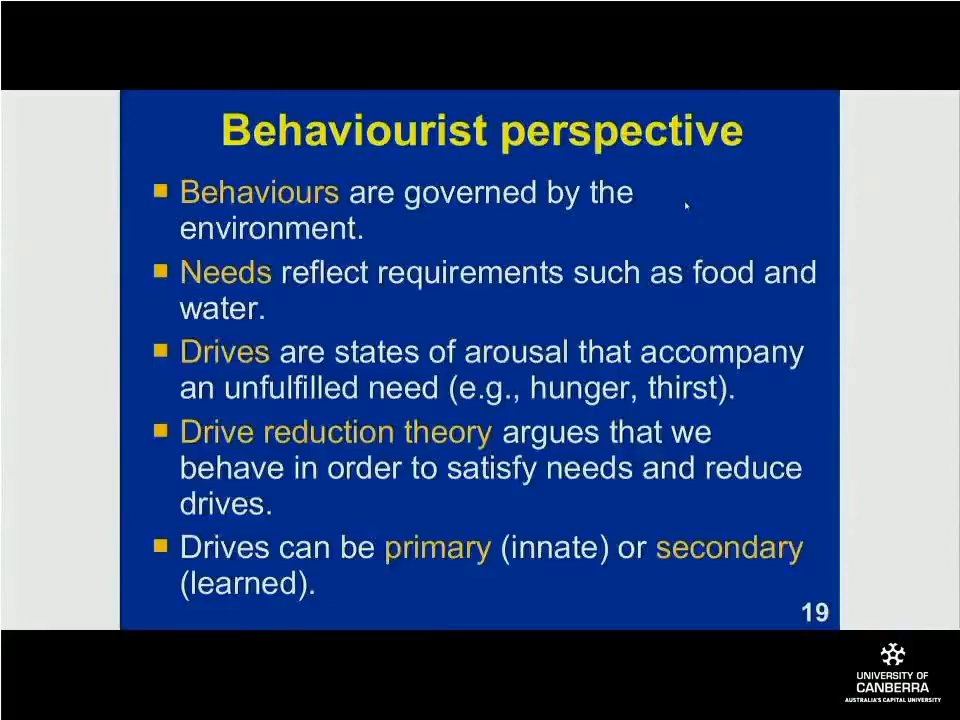 Behaviourist perspective
Behaviours are governed by the
environment.
Needs reflect requirements such as food and
water.
Drives are states of arousal that accompany
an unfulfilled need (e.g., hunger, thirst).
Drive reduction theory argues that we
behave in order to satisfy needs and reduce
drives.
Drives can be primary (innate) or secondary
(learned).
19
UNIVERSITY OF
CANBERRA
AUSTRALIA'S CAPITAL UNIVERSITY